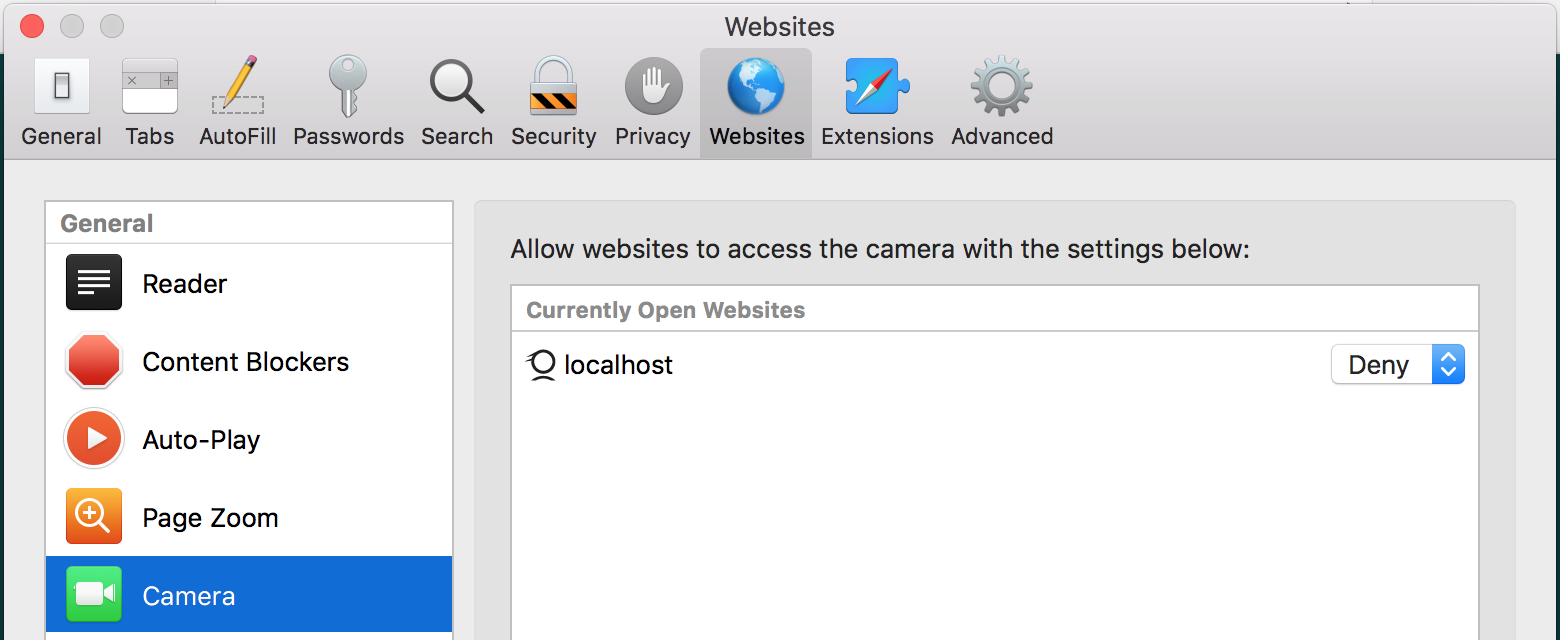 Websites
General Tabs AutoFill Passwords Search Security Privacy Websites Extensions Advanced
General
Reader
Content Blockers
Auto-Play
Page Zoom
Camera
Allow websites to access the camera with the settings below:
Currently Open Websites
localhost Deny